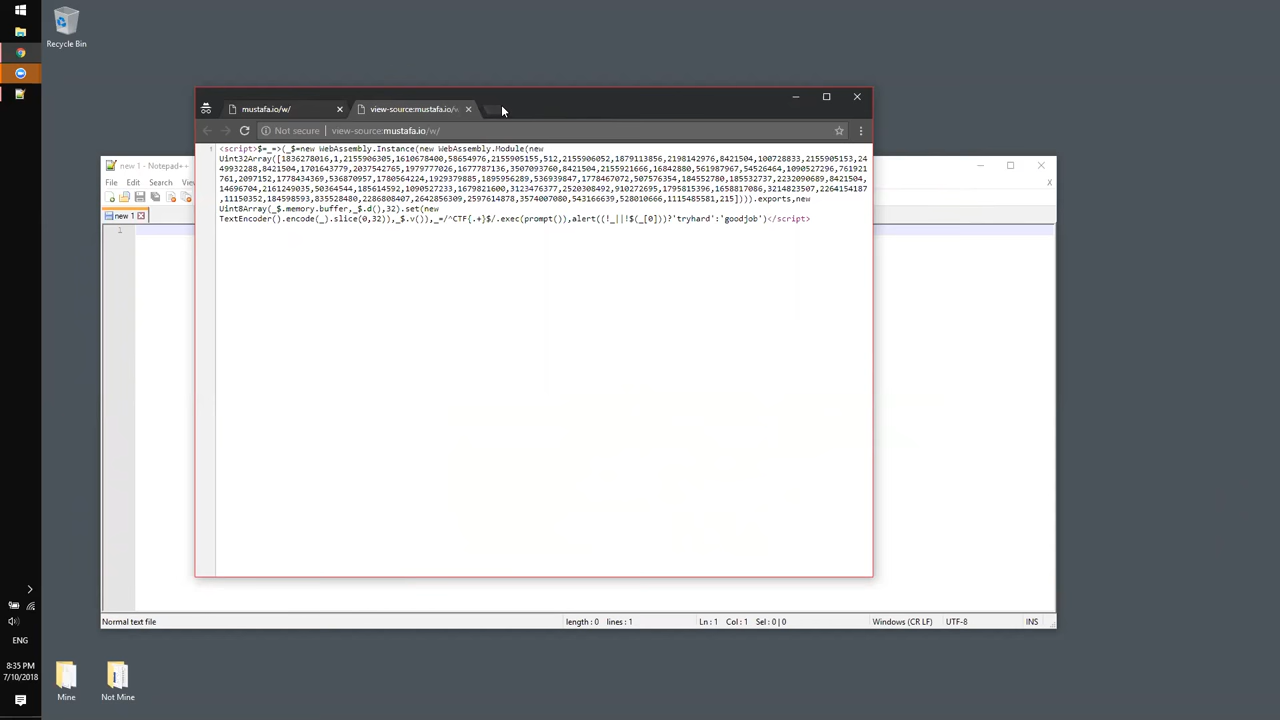 Recycle Bin
mustafa.io/w/
view-source:mustafa.io/w
Not secure
view-source:mustafa.io/w/
1
<script>$=_=>(_$=new WebAssembly.Instance(new WebAssembly.Module(new
Uint32Array([1836278016,1,2155906305,1610678400,58654976,2155905155,512,2155906052,1879113856,2198142976,8421504,100728833,2155905153,24
49932288,8421504,1701643779,2037542765,1979777026,1677787136,3507093760,8421504,2155921666,16842880,561987967,54526464,1090527296,761921
761,2097152,1778434369,536870957,1780564224,1929379885,1895956289,536939847,1778467072,507576354,184552780,185532737,2232090689,8421504,
14696704,2161249035,50364544,185614592,1090527233,1679821600,3123476377,2520308492,910272695,1795815396,1658817086,3214823507,2264154187
,11150352,184598593,835528480,2286808407,2642856309,2597614878,3574007080,543166639,528010666,1115485581,215]))).exports,new
Uint8Array(_$.memory.buffer,_$.d(),32).set(new
TextEncoder().encode(_).slice(0,32)),_$.v()),_=/^CTF{.+}$/.exec(prompt()),alert((!_||!$(_[0]))?'tryhard':'goodjob')</script>
new 1 - Notepad++
File
Edit
Search
new 1
1
Normal text file
length : 0
lines : 1
Ln : 1
Col : 1
Sel : 0 | 0
Windows (CR LF)
UTF-8
INS
ENG
8:35 PM
7/10/2018
Mine
Not Mine